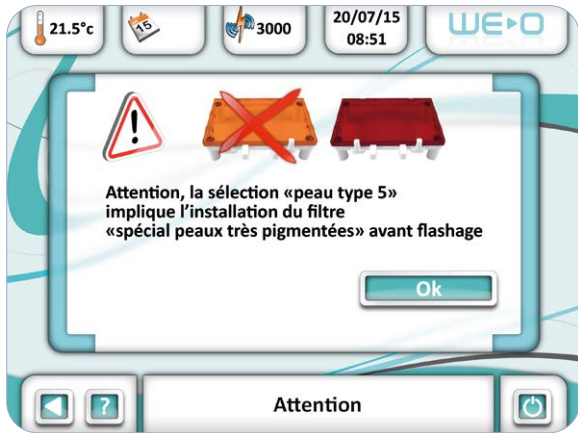 21.5°c
15
3000
20/07/15
08:51
WE▸O
Attention, la sélection «peau type 5»
implique l'installation du filtre
«spécial peaux très pigmentées» avant flashage
Ok
?
Attention